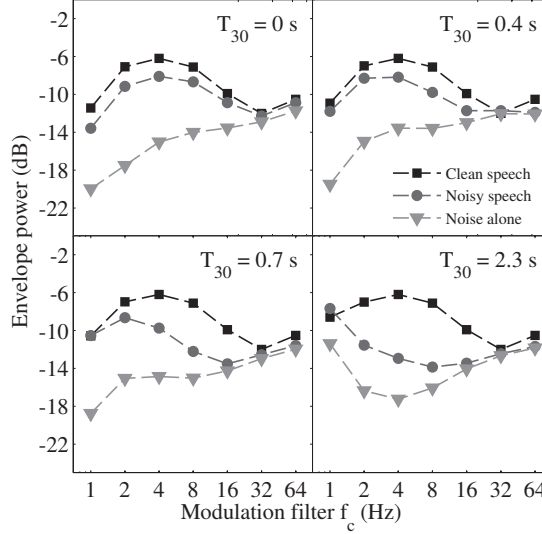 T30 = 0 s
T30 = 0.4 s
-2
-6
-10
-14
-18
-22
Clean speech
Noisy speech
Noise alone
Envelope power (dB)
T30 = 0.7 s
T30 = 2.3 s
-2
-6
-10
-14
-18
-22
1 2 4 8 16 32 64
1 2 4 8 16 32 64
Modulation filter fc (Hz)